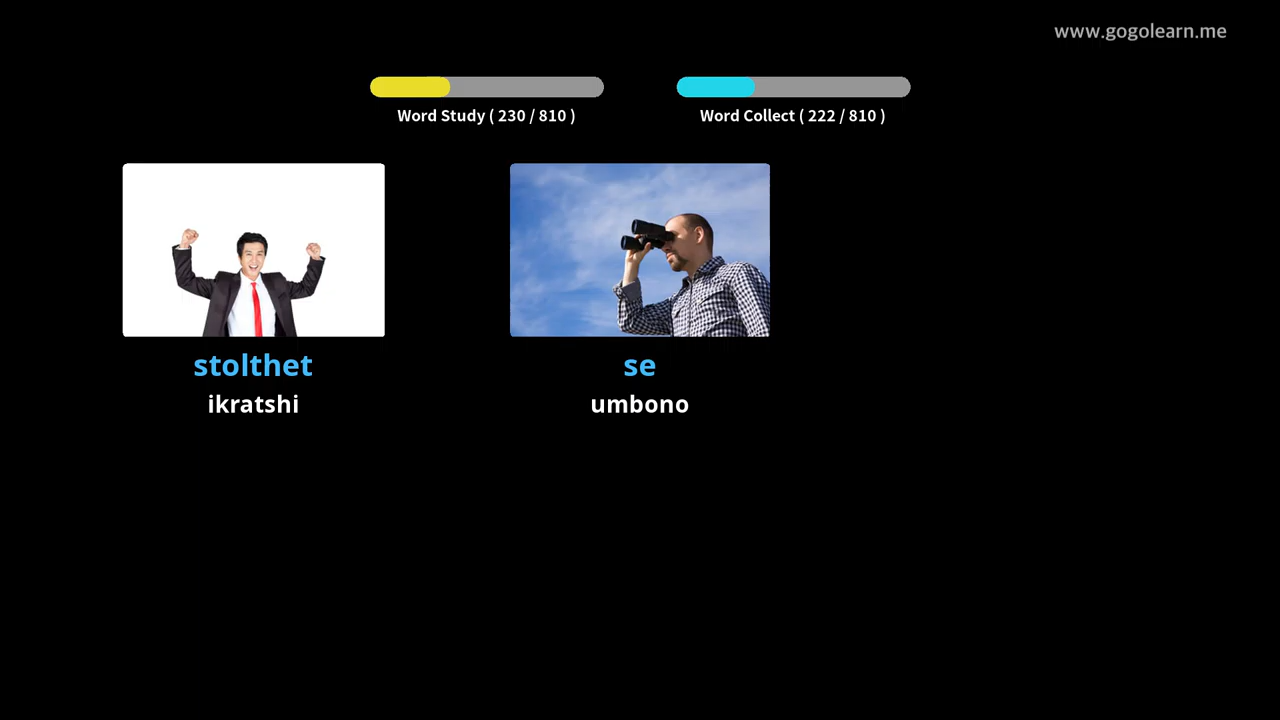 www.gogolearn.me
Word Study ( 230 / 810 )
Word Collect ( 222 / 810 )
stolthet
ikratshi
se
umbono